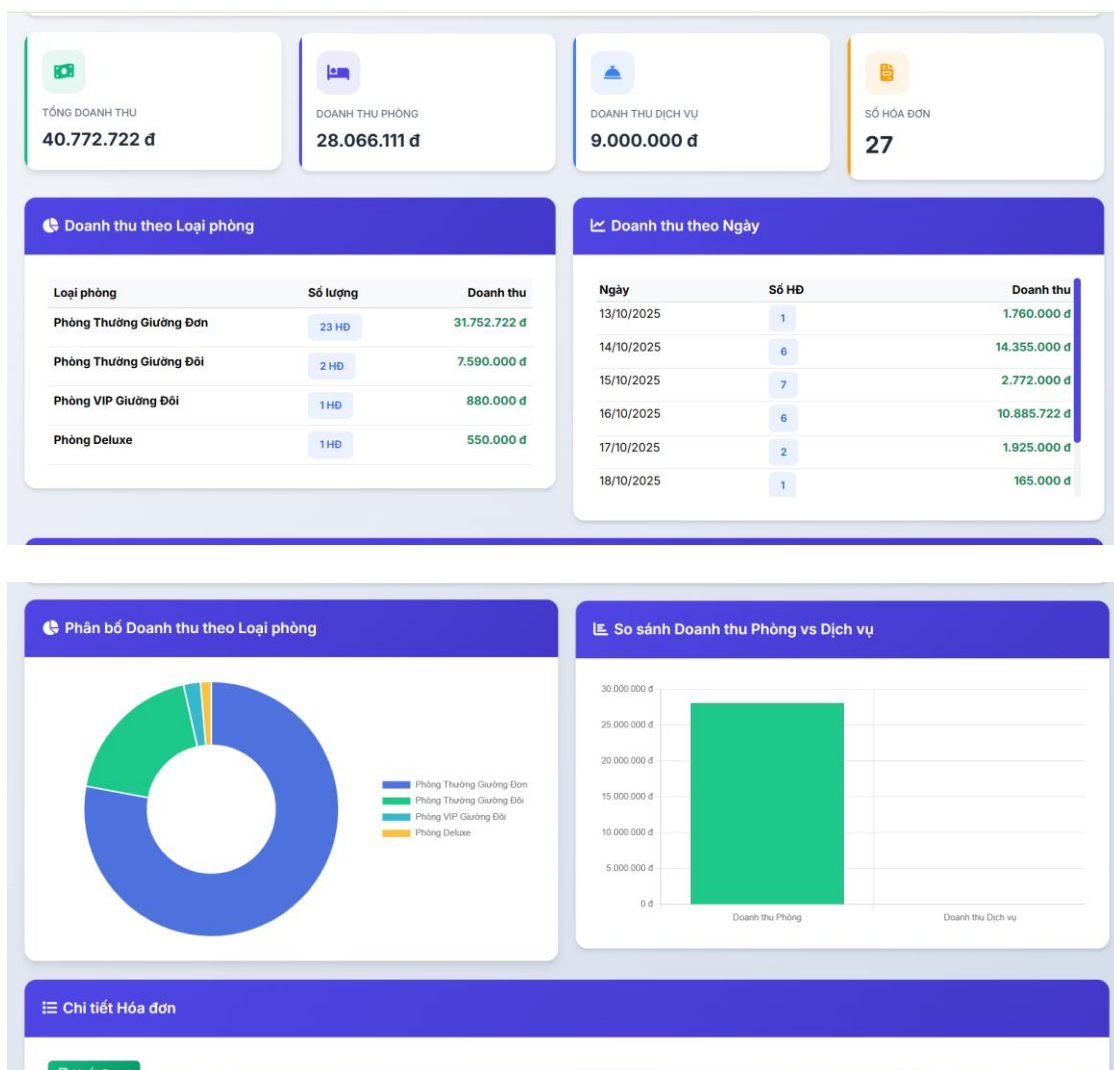 TỔNG DOANH THU
40.772.722 đ
DOANH THU PHÒNG
28.066.111 đ
DOANH THU DỊCH VỤ
9.000.000 đ
SỐ HÓA ĐƠN
27
Doanh thu theo Loại phòng
Loại phòng Số lượng Doanh thu
Phòng Thường Giường Đơn 23 HĐ 31.752.722 đ
Phòng Thường Giường Đôi 2 HĐ 7.590.000 đ
Phòng VIP Giường Đôi 1 HĐ 880.000 đ
Phòng Deluxe 1 HĐ 550.000 đ
Doanh thu theo Ngày
Ngày Số HĐ Doanh thu
13/10/2025 1 1.760.000 đ
14/10/2025 6 14.355.000 đ
15/10/2025 7 2.772.000 đ
16/10/2025 6 10.885.722 đ
17/10/2025 2 1.925.000 đ
18/10/2025 1 165.000 đ
Phân bổ Doanh thu theo Loại phòng
Phòng Thường Giường Đơn
Phòng Thường Giường Đôi
Phòng VIP Giường Đôi
Phòng Deluxe
So sánh Doanh thu Phòng vs Dịch vụ
30.000.000 đ
25.000.000 đ
20.000.000 đ
15.000.000 đ
10.000.000 đ
5.000.000 đ
0 đ
Doanh thu Phòng Doanh thu Dịch vụ
Chi tiết Hóa đơn